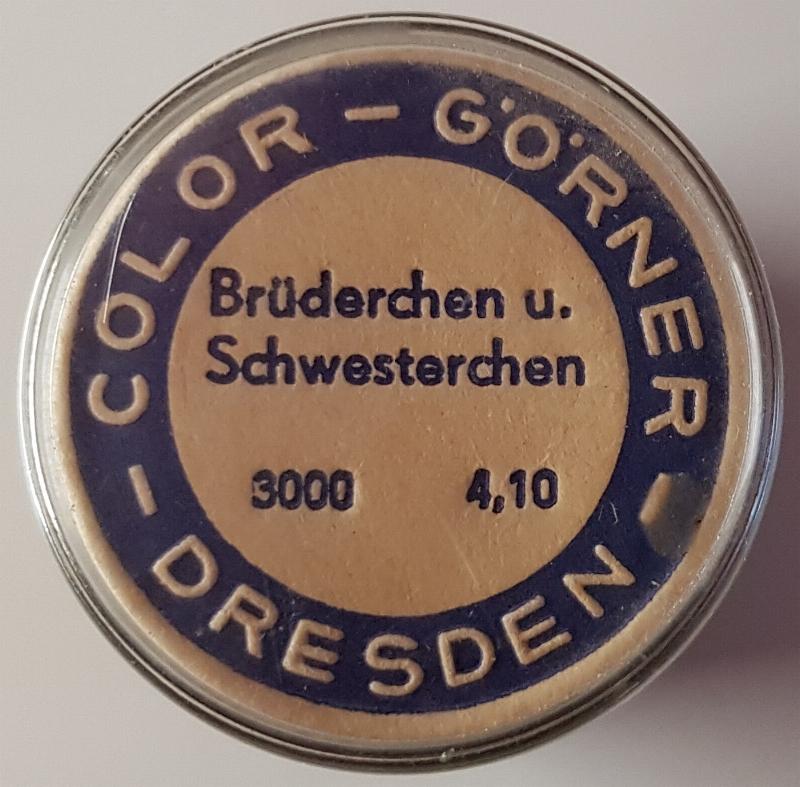 COLOR – GÖRNER – DRESDEN –
Brüderchen u.
Schwesterchen
3000 4,10